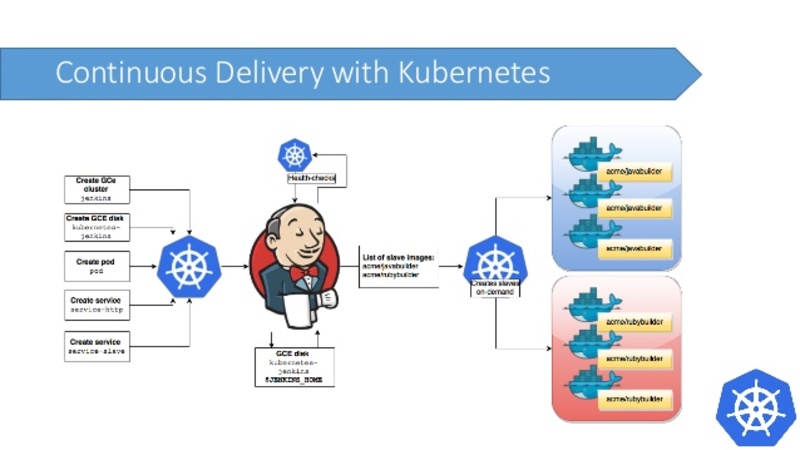 Continuous Delivery with Kubernetes
Create GCe
cluster
jenkins
Create GCE disk
kubernetes-
jenkins
Create pod
pod
Create service
service-http
Create service
service-slave
Health-checks
GCE disk
kubernetes-
jenkins
$JENKINS_HOME
List of slave images:
acme/javabuilder
acme/rubybuilder
Creates slaves
on-demand
acme/javabuilder
acme/javabuilder
acme/javabuilder
acme/rubybuilder
acme/rubybuilder
acme/rubybuilder